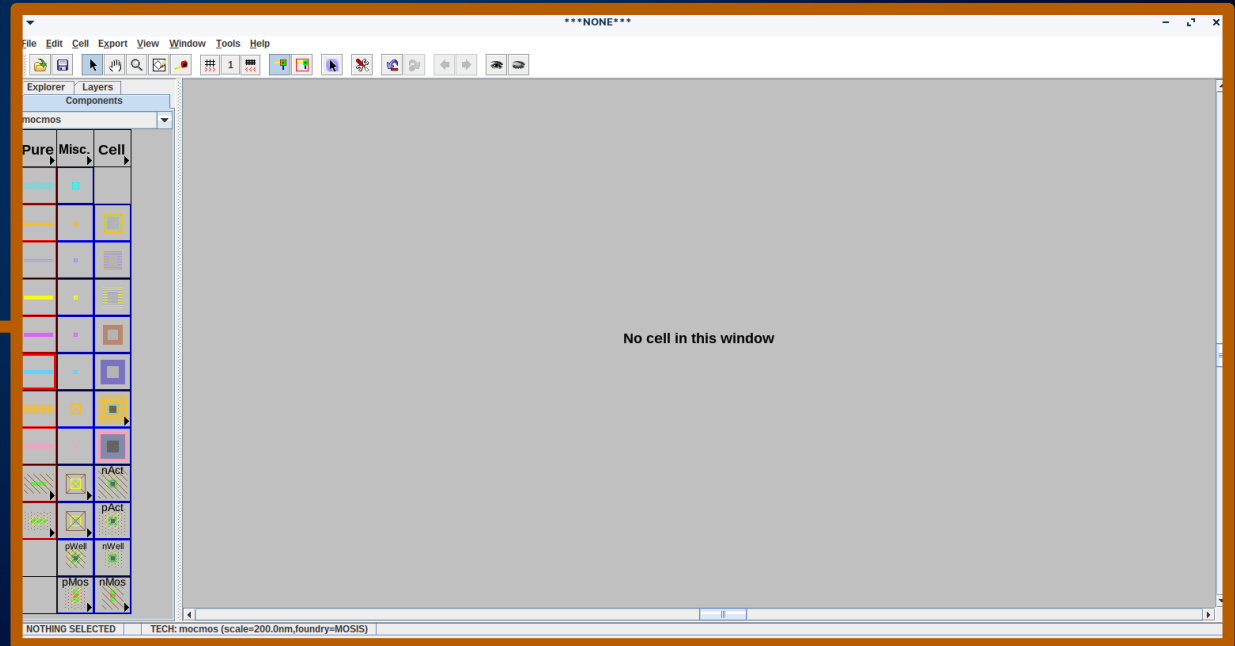 ***NONE***
File Edit Cell Export View Window Tools Help
1
Explorer Layers
Components
mocmos
Pure Misc. Cell
No cell in this window
nAct
pAct
pWell nWell
pMos nMos
NOTHING SELECTED TECH: mocmos (scale=200.0nm,foundry=MOSIS)